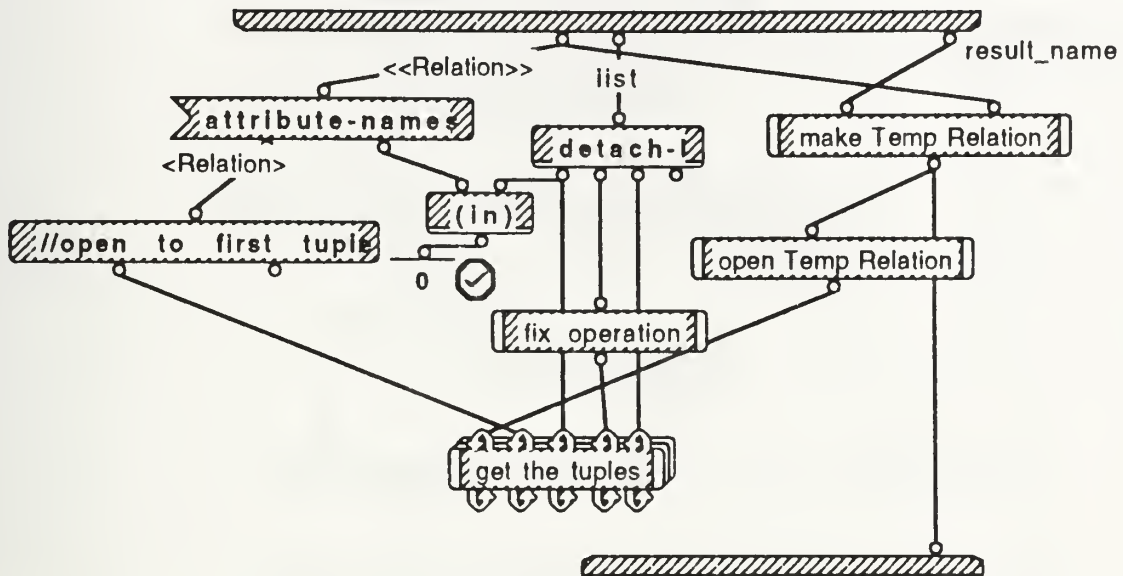 result_name
<<Relation>>
list
attribute-names
detach-l
make Temp Relation
<Relation>
(in)
//open to first tuple
open Temp Relation
0
fix operation
get the tuples